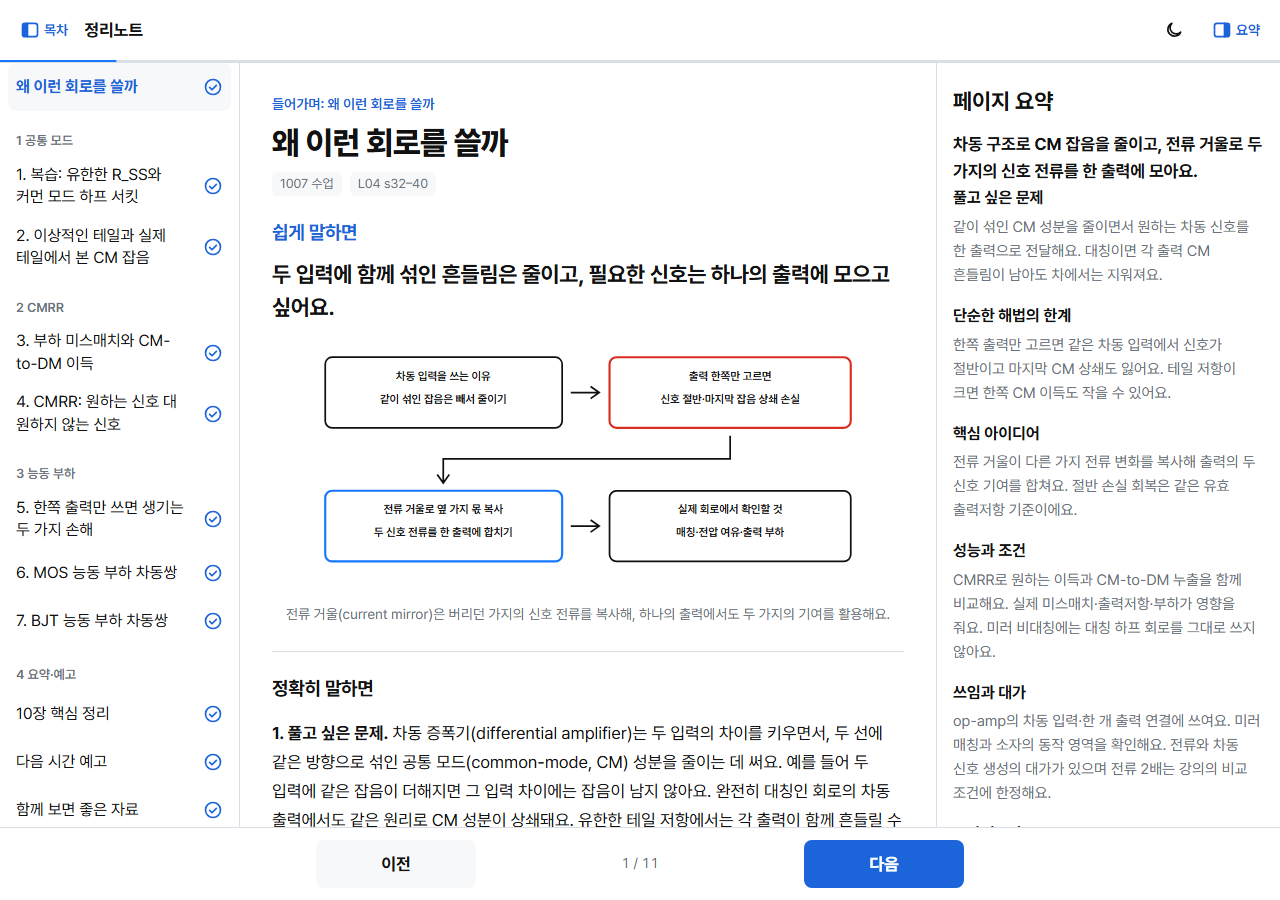 목차
정리노트
요약
왜 이런 회로를 쓸까
1 공통 모드
1. 복습: 유한한 R_SS와
커먼 모드 하프 서킷
2. 이상적인 테일과 실제
테일에서 본 CM 잡음
2 CMRR
3. 부하 미스매치와 CM-
to-DM 이득
4. CMRR: 원하는 신호 대
원하지 않는 신호
3 능동 부하
5. 한쪽 출력만 쓰면 생기는
두 가지 손해
6. MOS 능동 부하 차동쌍
7. BJT 능동 부하 차동쌍
4 요약·예고
10장 핵심 정리
다음 시간 예고
함께 보면 좋은 자료
들어가며: 왜 이런 회로를 쓸까
왜 이런 회로를 쓸까
1007 수업
L04 s32–40
쉽게 말하면
두 입력에 함께 섞인 흔들림은 줄이고, 필요한 신호는 하나의 출력에 모으고
싶어요.
차동 입력을 쓰는 이유
같이 섞인 잡음은 빼서 줄이기
출력 한쪽만 고르면
신호 절반·마지막 잡음 상쇄 손실
전류 거울로 옆 가지 몫 복사
두 신호 전류를 한 출력에 합치기
실제 회로에서 확인할 것
매칭·전압 여유·출력 부하
전류 거울(current mirror)은 버리던 가지의 신호 전류를 복사해, 하나의 출력에서도 두 가지의 기여를 활용해요.
정확히 말하면
1. 풀고 싶은 문제. 차동 증폭기(differential amplifier)는 두 입력의 차이를 키우면서, 두 선에
같은 방향으로 섞인 공통 모드(common-mode, CM) 성분을 줄이는 데 써요. 예를 들어 두
입력에 같은 잡음이 더해지면 그 입력 차이에는 잡음이 남지 않아요. 완전히 대칭인 회로의 차동
출력에서도 같은 원리로 CM 성분이 상쇄돼요. 유한한 테일 저항에서는 각 출력이 함께 흔들릴 수
페이지 요약
차동 구조로 CM 잡음을 줄이고, 전류 거울로 두
가지의 신호 전류를 한 출력에 모아요.
풀고 싶은 문제
같이 섞인 CM 성분을 줄이면서 원하는 차동 신호를
한 출력으로 전달해요. 대칭이면 각 출력 CM
흔들림이 남아도 차에서는 지워져요.
단순한 해법의 한계
한쪽 출력만 고르면 같은 차동 입력에서 신호가
절반이고 마지막 CM 상쇄도 잃어요. 테일 저항이
크면 한쪽 CM 이득도 작을 수 있어요.
핵심 아이디어
전류 거울이 다른 가지 전류 변화를 복사해 출력의 두
신호 기여를 합쳐요. 절반 손실 회복은 같은 유효
출력저항 기준이에요.
성능과 조건
CMRR로 원하는 이득과 CM-to-DM 누출을 함께
비교해요. 실제 미스매치·출력저항·부하가 영향을
줘요. 미러 비대칭에는 대칭 하프 회로를 그대로 쓰지
않아요.
쓰임과 대가
op-amp의 차동 입력·한 개 출력 연결에 쓰여요. 미러
매칭과 소자의 동작 영역을 확인해요. 전류와 차동
신호 생성의 대가가 있으며 전류 2배는 강의의 비교
조건에 한정해요.
이전
1 / 11
다음